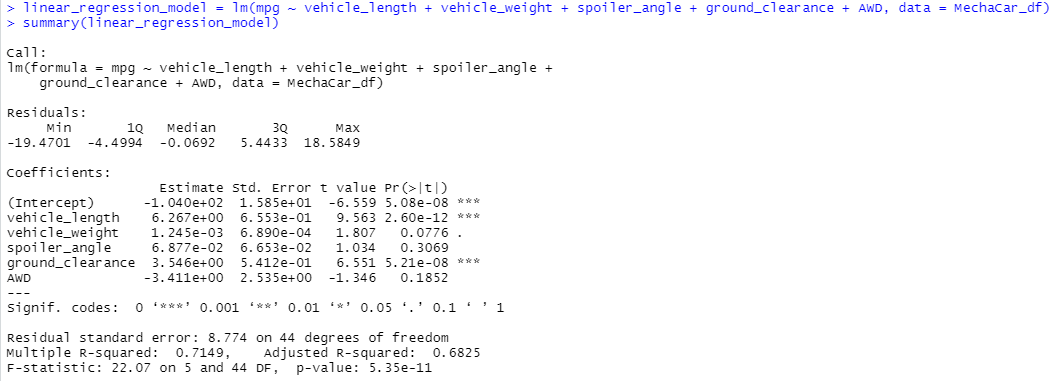 > linear_regression_model = lm(mpg ~ vehicle_length + vehicle_weight + spoiler_angle + ground_clearance + AWD, data = MechaCar_df)
> summary(linear_regression_model)
Call:
lm(formula = mpg ~ vehicle_length + vehicle_weight + spoiler_angle +
    ground_clearance + AWD, data = MechaCar_df)
Residuals:
     Min       1Q   Median       3Q      Max
-19.4701  -4.4994  -0.0692   5.4433  18.5849
Coefficients:
                   Estimate Std. Error t value Pr(>|t|)
(Intercept)      -1.040e+02  1.585e+01  -6.559 5.08e-08 ***
vehicle_length    6.267e+00  6.553e-01   9.563 2.60e-12 ***
vehicle_weight    1.245e-03  6.890e-04   1.807   0.0776 .
spoiler_angle     6.877e-02  6.653e-02   1.034   0.3069
ground_clearance  3.546e+00  5.412e-01   6.551 5.21e-08 ***
AWD              -3.411e+00  2.535e+00  -1.346   0.1852
---
Signif. codes:  0 ‘***’ 0.001 ‘**’ 0.01 ‘*’ 0.05 ‘.’ 0.1 ‘ ’ 1
Residual standard error: 8.774 on 44 degrees of freedom
Multiple R-squared:  0.7149,    Adjusted R-squared:  0.6825
F-statistic: 22.07 on 5 and 44 DF,  p-value: 5.35e-11